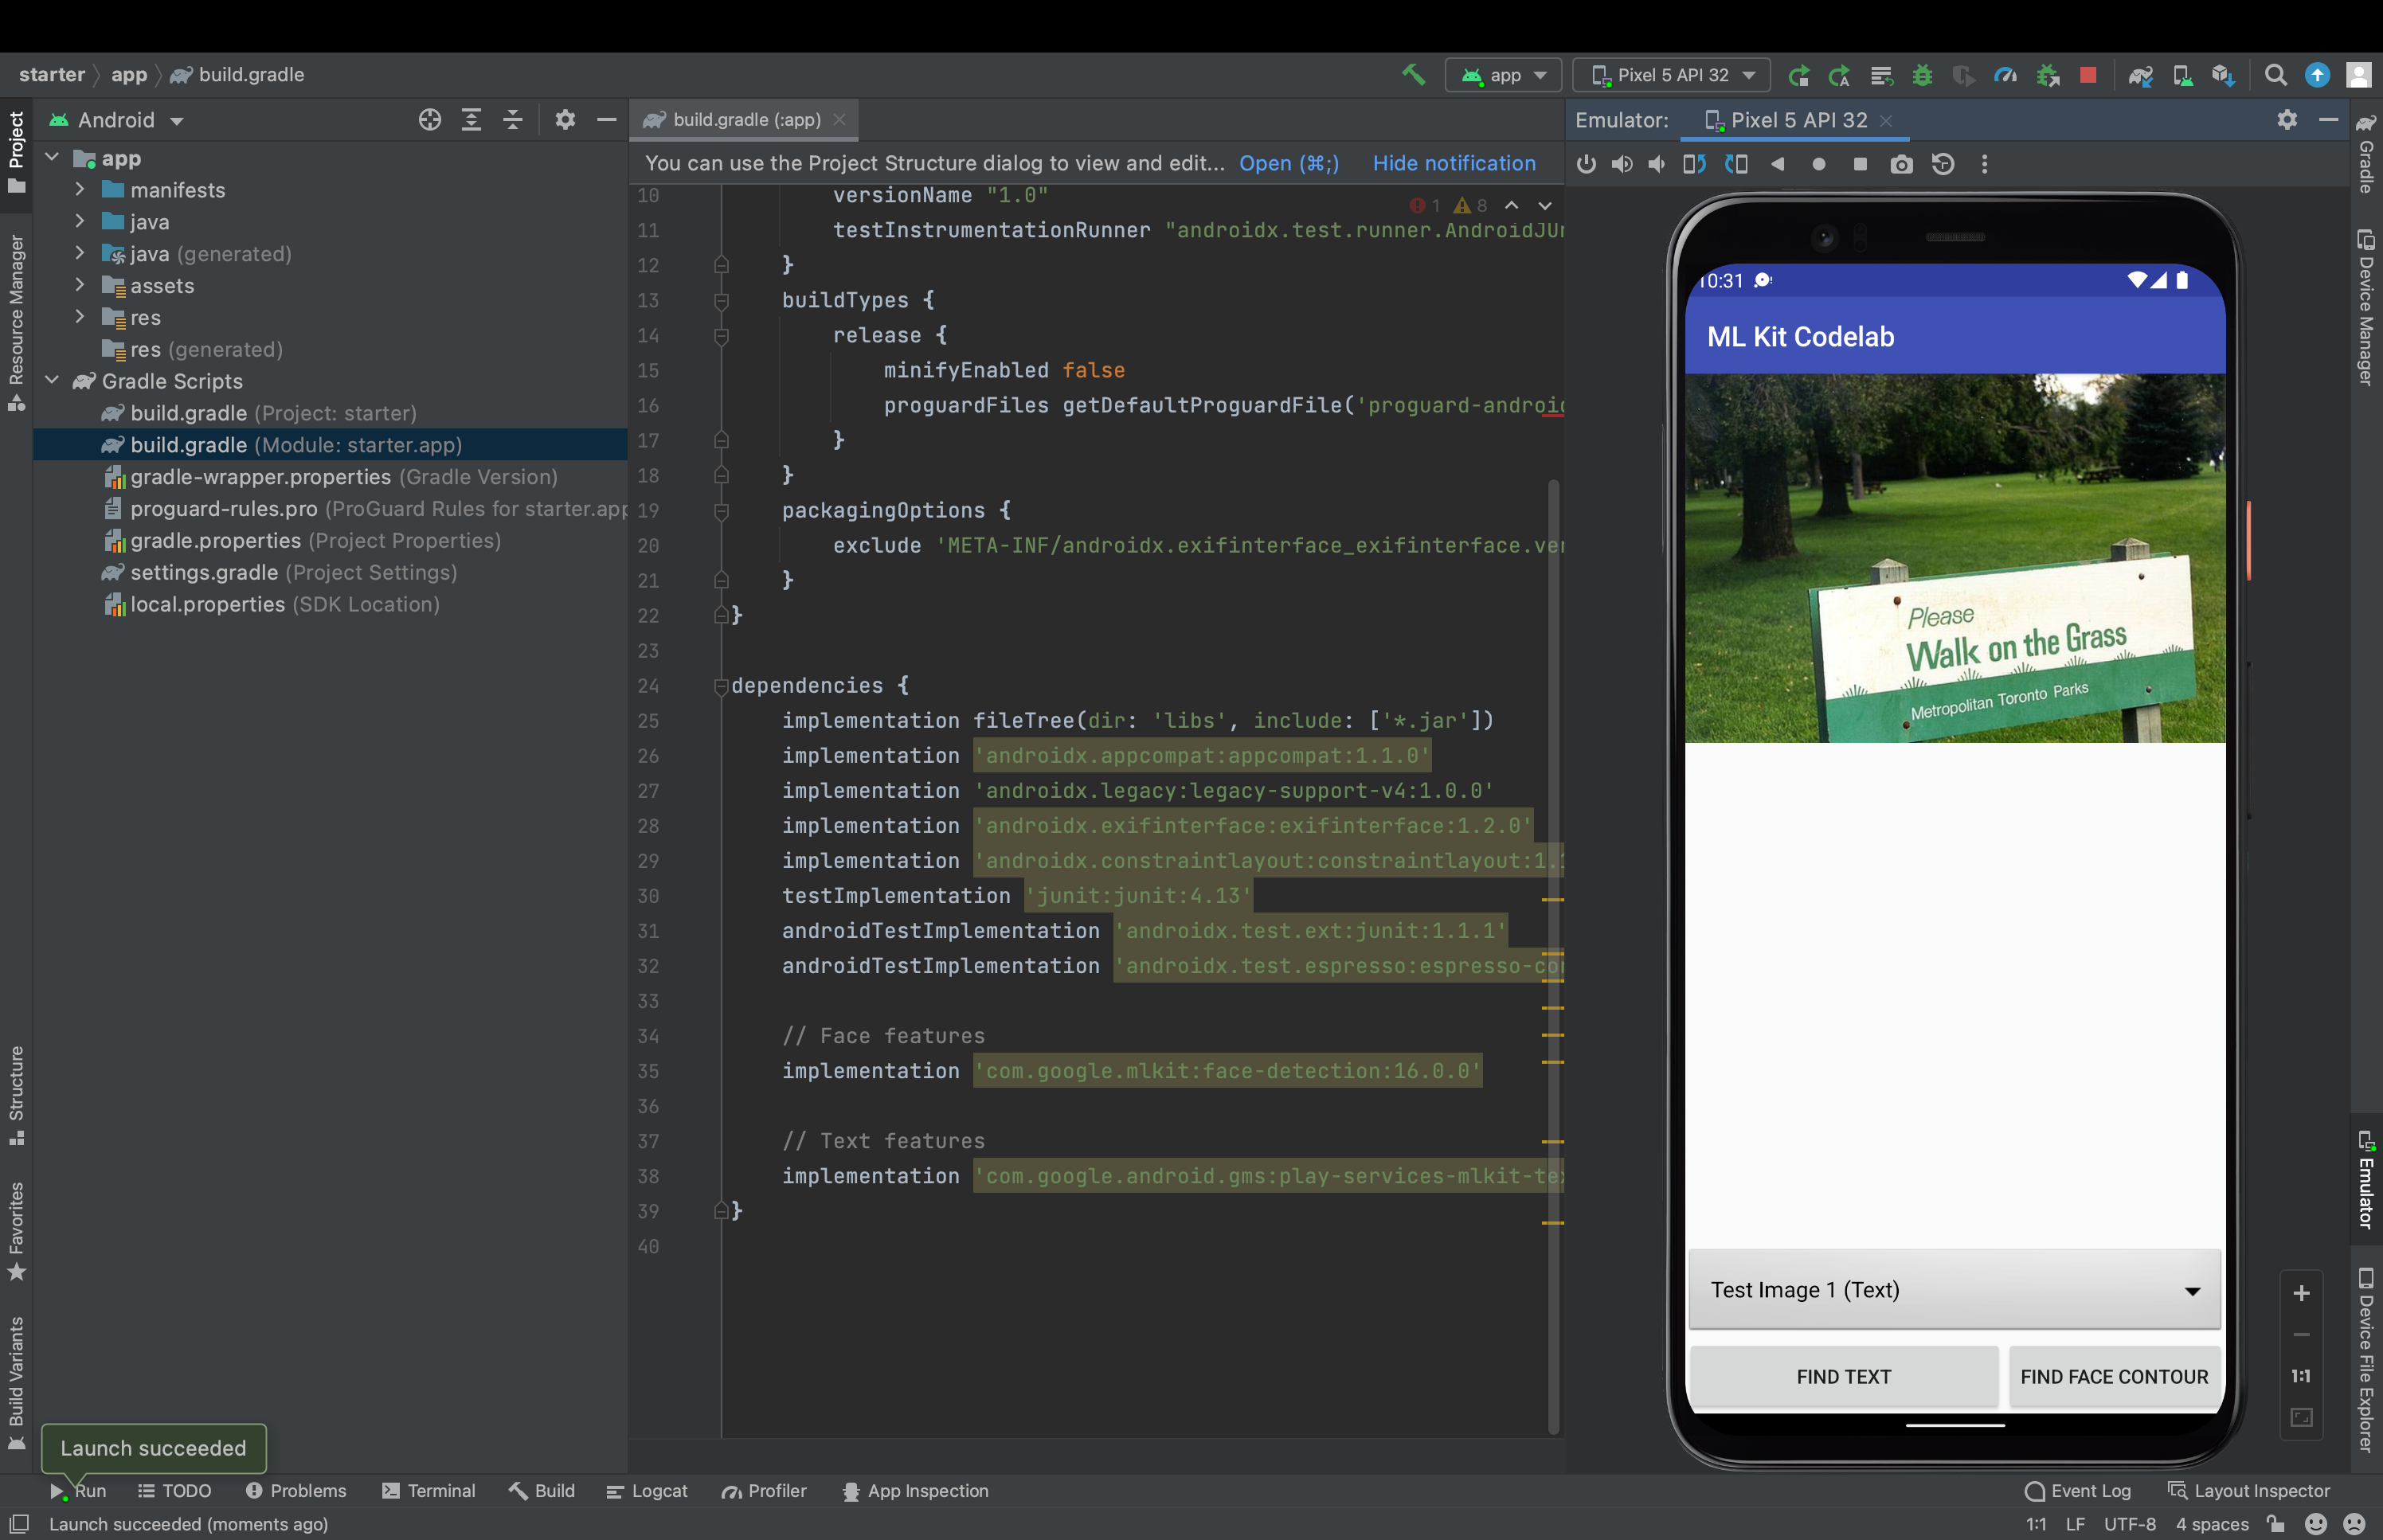 starter app build.gradle
app
Pixel 5 API 32
Project
Resource Manager
Structure
Favorites
Build Variants
Android
app
manifests
java
java (generated)
assets
res
res (generated)
Gradle Scripts
build.gradle (Project: starter)
build.gradle (Module: starter.app)
gradle-wrapper.properties (Gradle Version)
proguard-rules.pro (ProGuard Rules for starter.app
gradle.properties (Project Properties)
settings.gradle (Project Settings)
local.properties (SDK Location)
build.gradle (:app)
You can use the Project Structure dialog to view and edit... Open (⌘;) Hide notification
1 8
10 versionName "1.0"
11 testInstrumentationRunner "androidx.test.runner.AndroidJUn
12 }
13 buildTypes {
14 release {
15 minifyEnabled false
16 proguardFiles getDefaultProguardFile('proguard-android
17 }
18 }
19 packagingOptions {
20 exclude 'META-INF/androidx.exifinterface_exifinterface.ver
21 }
22 }
23
24 dependencies {
25 implementation fileTree(dir: 'libs', include: ['*.jar'])
26 implementation 'androidx.appcompat:appcompat:1.1.0'
27 implementation 'androidx.legacy:legacy-support-v4:1.0.0'
28 implementation 'androidx.exifinterface:exifinterface:1.2.0'
29 implementation 'androidx.constraintlayout:constraintlayout:1.1
30 testImplementation 'junit:junit:4.13'
31 androidTestImplementation 'androidx.test.ext:junit:1.1.1'
32 androidTestImplementation 'androidx.test.espresso:espresso-cor
33
34 // Face features
35 implementation 'com.google.mlkit:face-detection:16.0.0'
36
37 // Text features
38 implementation 'com.google.android.gms:play-services-mlkit-tex
39 }
40
Emulator: Pixel 5 API 32
10:31
ML Kit Codelab
Please
Walk on the Grass
Metropolitan Toronto Parks
Test Image 1 (Text)
FIND TEXT FIND FACE CONTOUR
1:1
Gradle
Device Manager
Emulator
Device File Explorer
Launch succeeded
Run TODO Problems Terminal Build Logcat Profiler App Inspection Event Log Layout Inspector
Launch succeeded (moments ago) 1:1 LF UTF-8 4 spaces